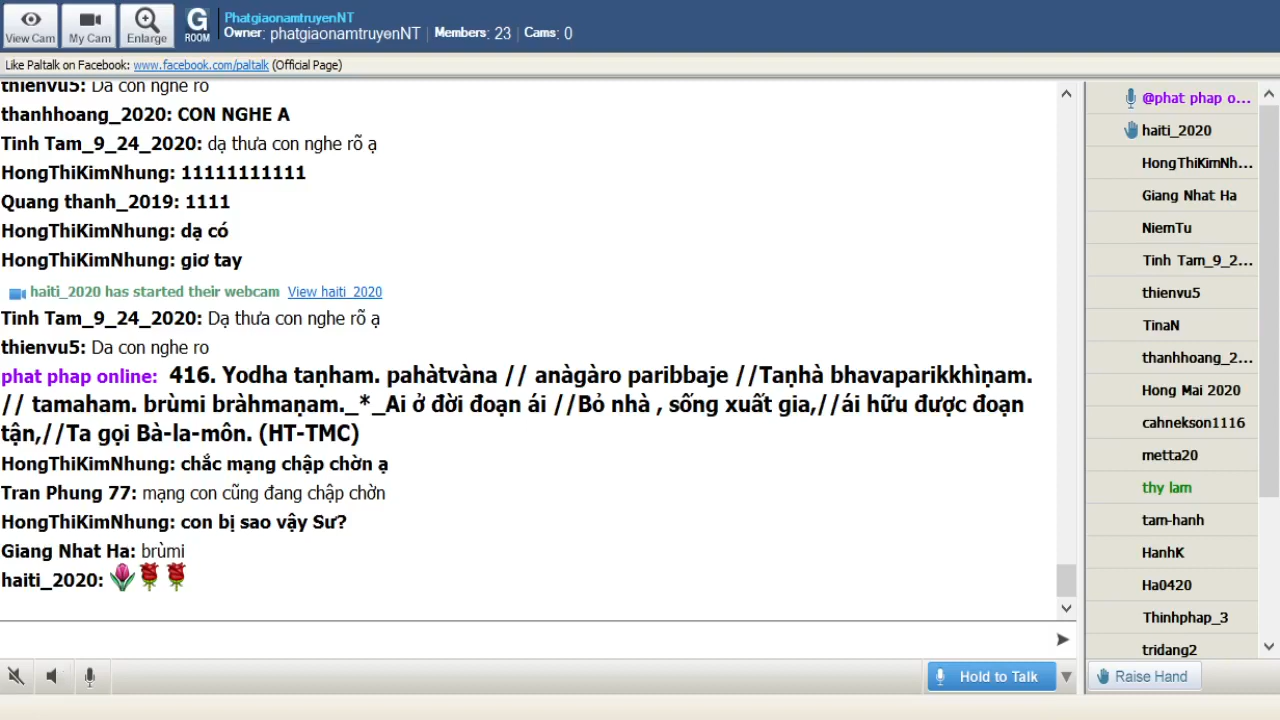 PhatgiaonamtruyenNT
View Cam
My Cam
Enlarge
G
ROOM
Owner: phatgiaonamtruyenNT | Members: 23 | Cams: 0
Like Paltalk on Facebook: www.facebook.com/paltalk (Official Page)
thienvu5: Da con nghe ro
thanhhoang_2020: CON NGHE A
Tinh Tam_9_24_2020: dạ thưa con nghe rõ ạ
HongThiKimNhung: 11111111111
Quang thanh_2019: 1111
HongThiKimNhung: dạ có
HongThiKimNhung: giơ tay
haiti_2020 has started their webcam View haiti_2020
Tinh Tam_9_24_2020: Dạ thưa con nghe rõ ạ
thienvu5: Da con nghe ro
phat phap online: 416. Yodha taṇham. pahàtvàna // anàgàro paribbaje //Taṇhà bhavaparikkhìṇam.
// tamaham. brùmi bràhmaṇam._*_Ai ở đời đoạn ái //Bỏ nhà , sống xuất gia,//ái hữu được đoạn
tận,//Ta gọi Bà-la-môn. (HT-TMC)
HongThiKimNhung: chắc mạng chập chờn ạ
Tran Phung 77: mạng con cũng đang chập chờn
HongThiKimNhung: con bị sao vậy Sư?
Giang Nhat Ha: brùmi
haiti_2020:
@phat phap o...
haiti_2020
HongThiKimNh...
Giang Nhat Ha
NiemTu
Tinh Tam_9_2...
thienvu5
TinaN
thanhhoang_2...
Hong Mai 2020
cahnekson1116
metta20
thy lam
tam-hanh
HanhK
Ha0420
Thinhphap_3
tridang2
Hold to Talk
Raise Hand